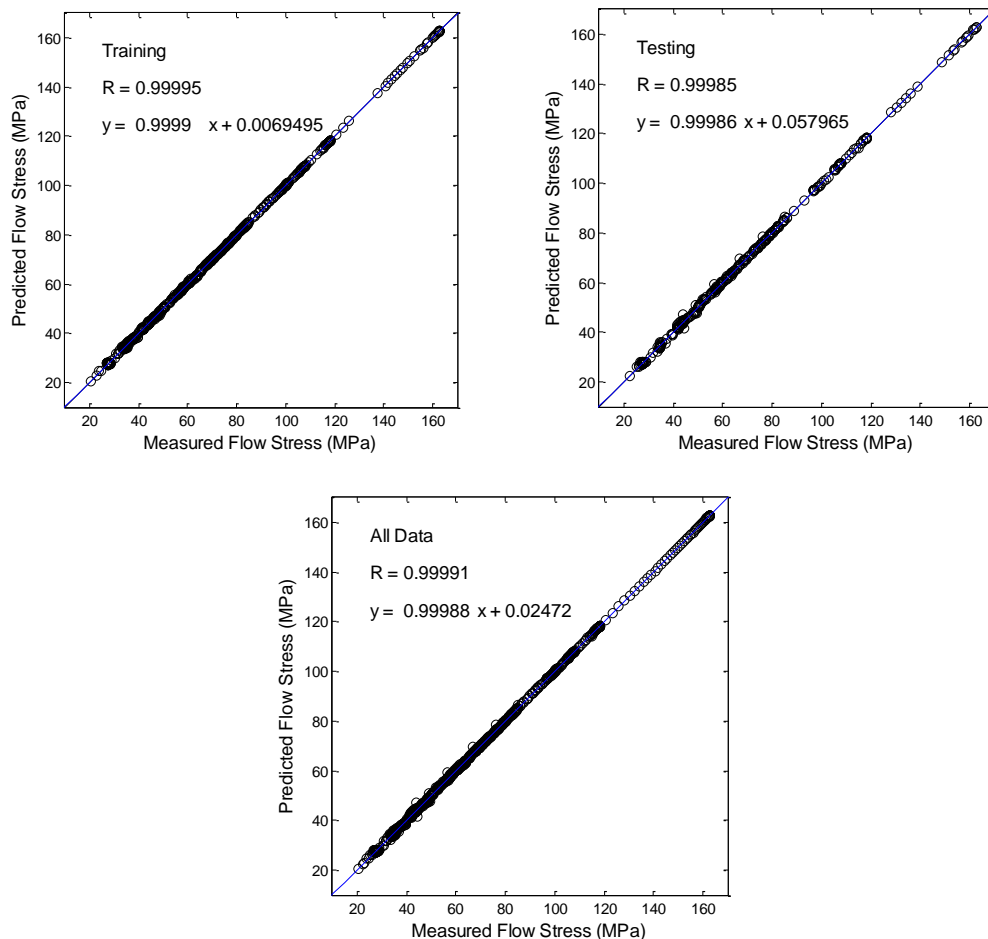 160
140
120
100
80
60
40
20
Predicted Flow Stress (MPa)
Training
R = 0.99995
y = 0.9999 x + 0.0069495
20 40 60 80 100 120 140 160
Measured Flow Stress (MPa)
160
140
120
100
80
60
40
20
Predicted Flow Stress (MPa)
Testing
R = 0.99985
y = 0.99986 x + 0.057965
20 40 60 80 100 120 140 160
Measured Flow Stress (MPa)
160
140
120
100
80
60
40
20
Predicted Flow Stress (MPa)
All Data
R = 0.99991
y = 0.99988 x + 0.02472
20 40 60 80 100 120 140 160
Measured Flow Stress (MPa)